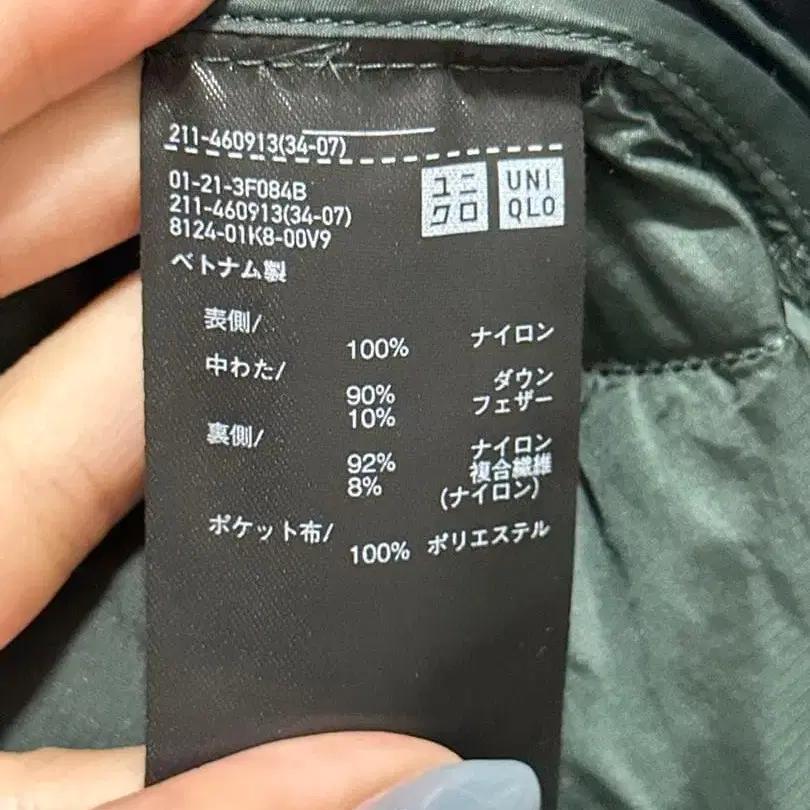 211-460913(34-07)
01-21-3F084B
211-460913(34-07)
8124-01K8-00V9
ユニ
クロ
UNI
QLO
ベトナム製
表側/
100% ナイロン
中わた/
90% ダウン
10% フェザー
裏側/
92% ナイロン
8% 複合繊維
(ナイロン)
ポケット布/
100% ポリエステル